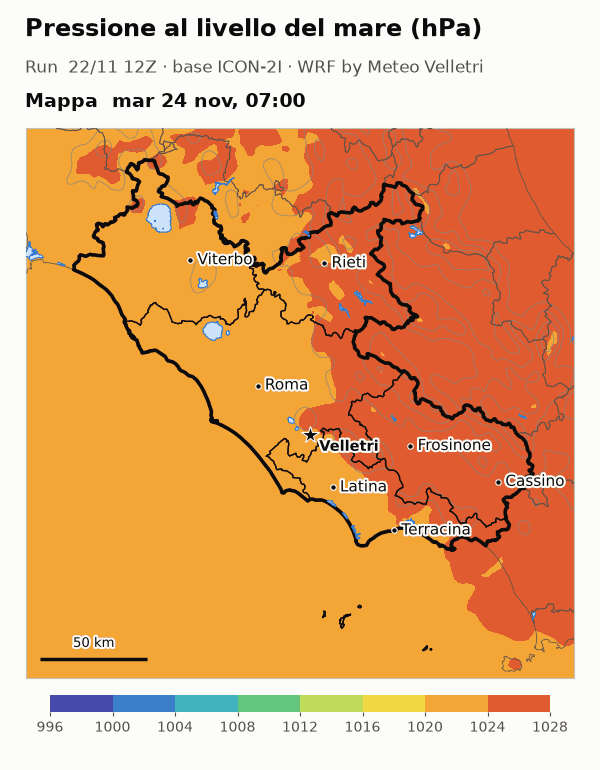 Pressione al livello del mare (hPa)
Run  22/11 12Z · base ICON-2I · WRF by Meteo Velletri
Mappa  mar 24 nov, 07:00
Viterbo
Rieti
Roma
Velletri
Frosinone
Cassino
Latina
Terracina
50 km
996 1000 1004 1008 1012 1016 1020 1024 1028